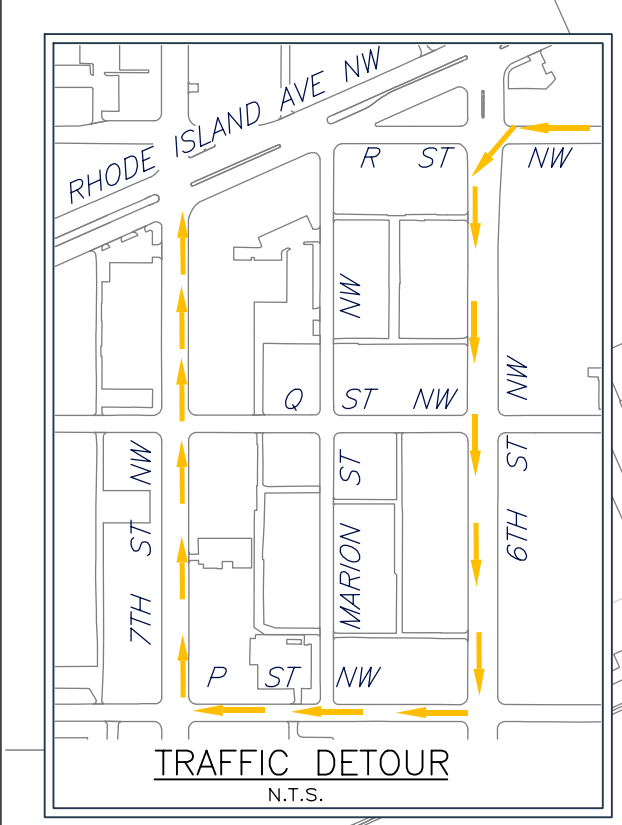 RHODE ISLAND AVE NW
R ST NW
NW
Q ST NW
NW
7TH ST NW
MARION ST
6TH ST
P ST NW
TRAFFIC DETOUR
N.T.S.